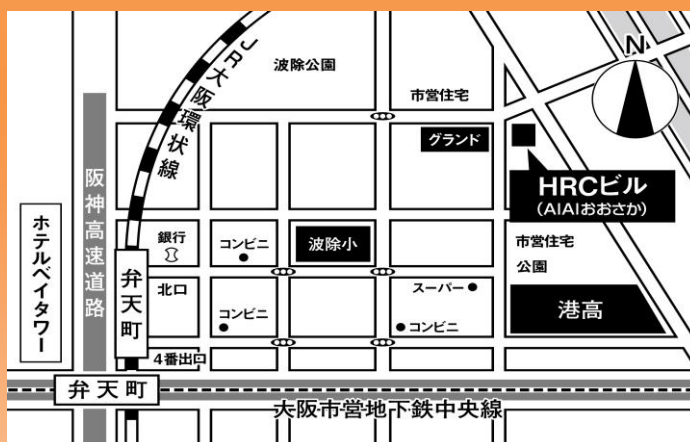 JR大阪環状線
波除公園
市営住宅
N
グランド
HRCビル
(AIAIおおさか)
阪神高速道路
ホテルベイタワー
銀行
コンビニ
波除小
市営住宅
公園
弁天町
北口
スーパー
港高
コンビニ
コンビニ
4番出口
弁天町
大阪市営地下鉄中央線